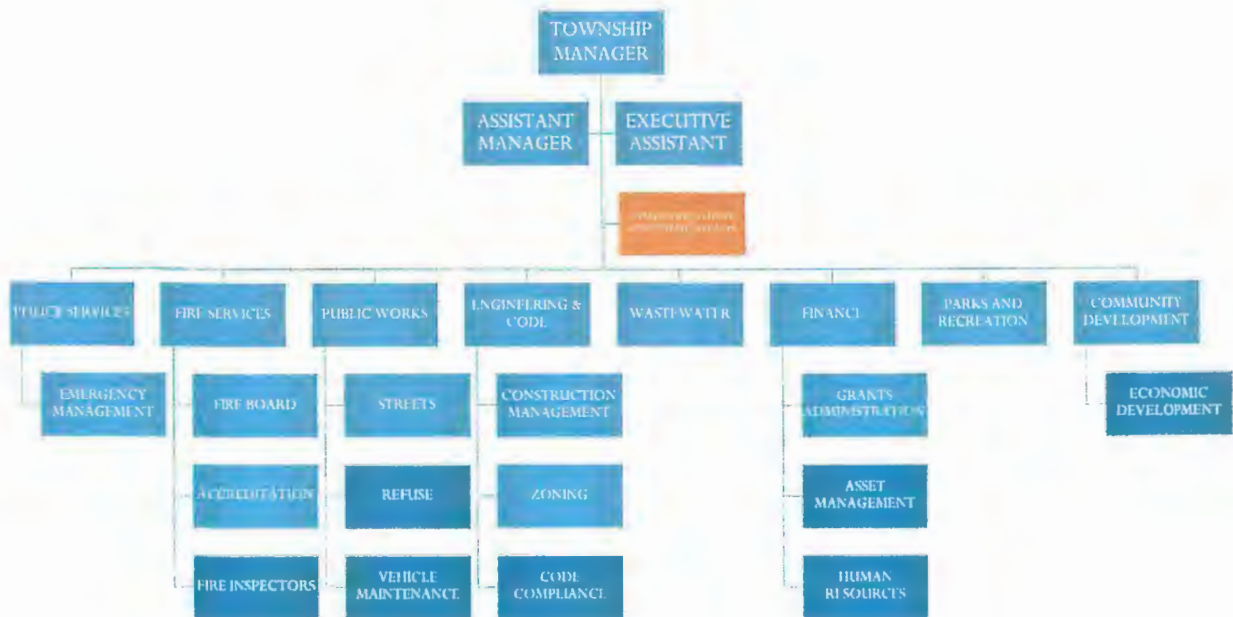 TOWNSHIP
MANAGER
ASSISTANT
MANAGER
EXECUTIVE
ASSISTANT
POLICE SERVICES
FIRE SERVICES
PUBLIC WORKS
ENGINEERING &
CODE
WASTEWATER
FINANCE
PARKS AND
RECREATION
COMMUNITY
DEVELOPMENT
EMERGENCY
MANAGEMENT
FIRE BOARD
STREETS
CONSTRUCTION
MANAGEMENT
GRANTS
ADMINISTRATION
ECONOMIC
DEVELOPMENT
ACCREDITATION
REFUSE
ZONING
ASSET
MANAGEMENT
FIRE INSPECTORS
VEHICLE
MAINTENANCE
CODE
COMPLIANCE
HUMAN
RESOURCES